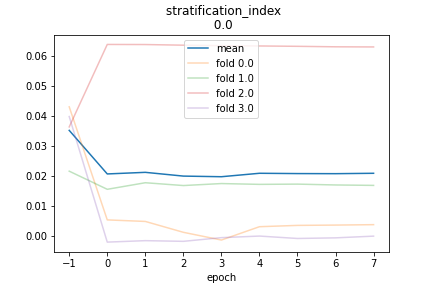 stratification_index
0.0
mean
fold 0.0
fold 1.0
fold 2.0
fold 3.0
0.06
0.05
0.04
0.03
0.02
0.01
0.00
−1 0 1 2 3 4 5 6 7
epoch